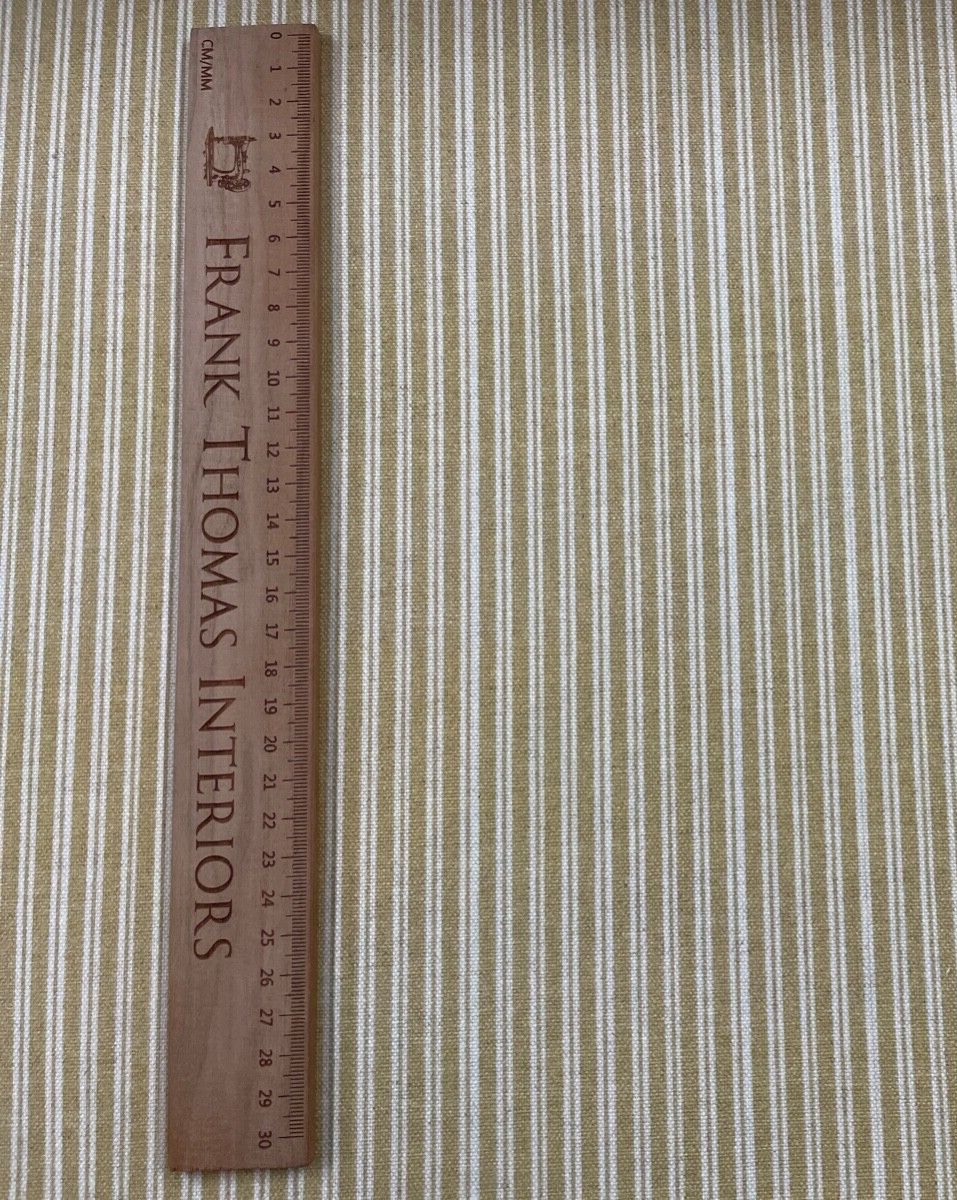 CM/MM
0 1 2 3 4 5 6 7 8 9 10 11 12 13 14 15 16 17 18 19 20 21 22 23 24 25 26 27 28 29 30
FRANK THOMAS INTERIORS